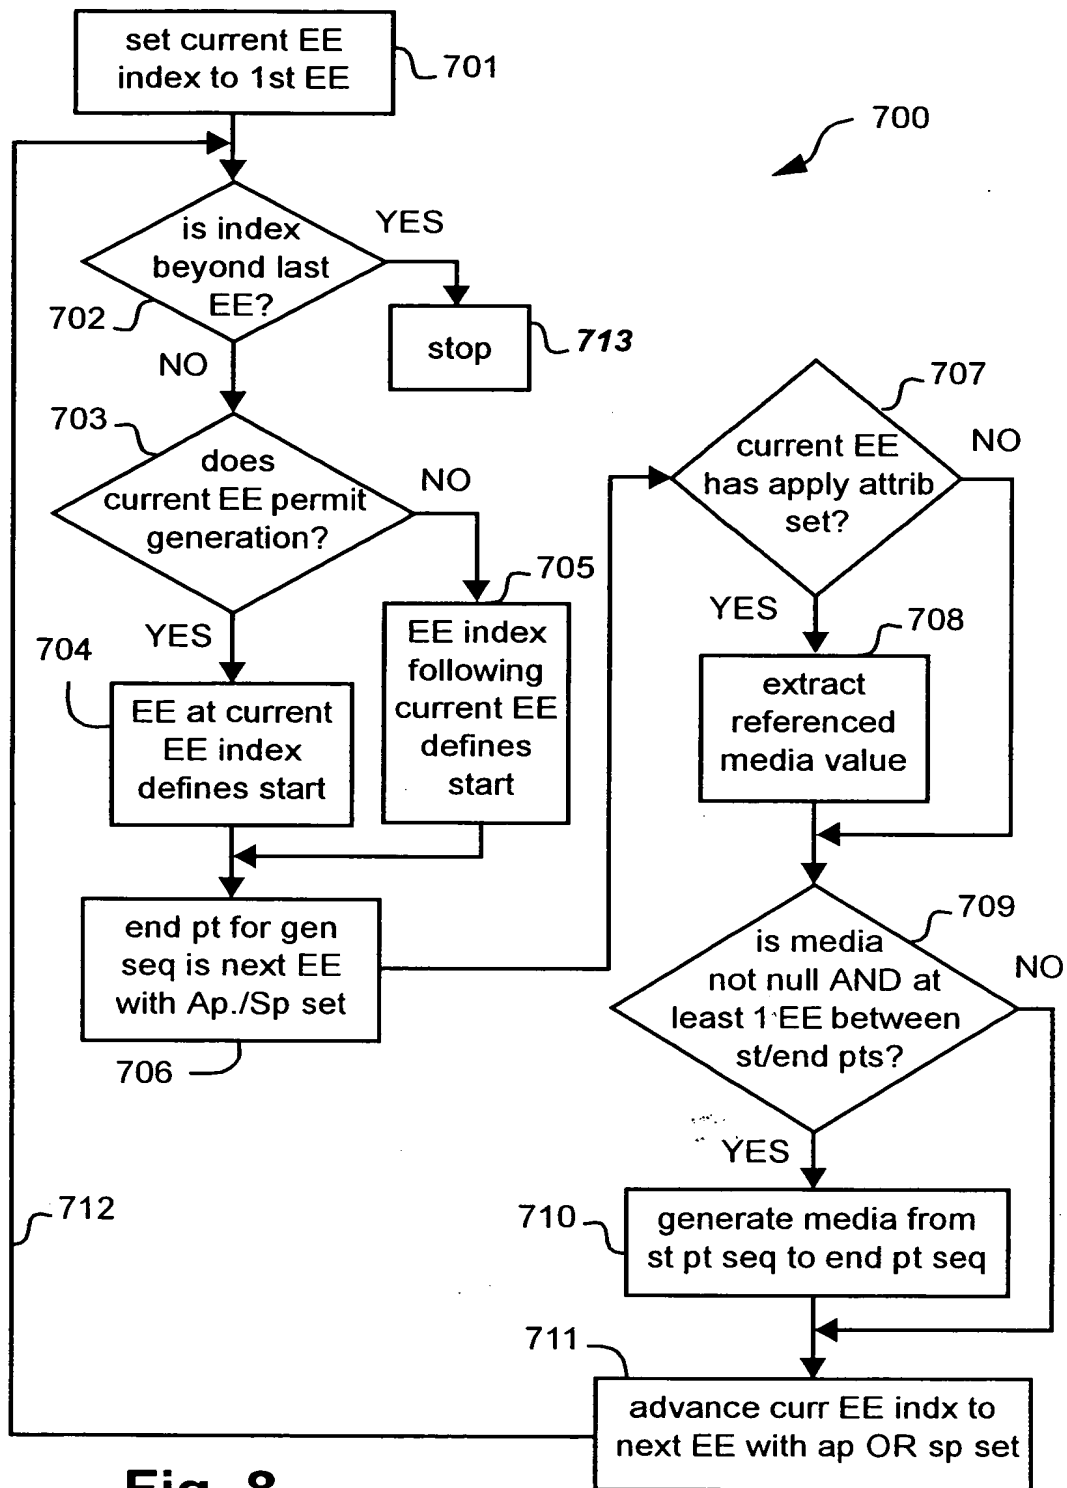 set current EE
index to 1st EE
701
700
is index
beyond last
EE?
YES
702
NO
stop
713
703
does
current EE permit
generation?
NO
YES
704
EE at current
EE index
defines start
705
EE index
following
current EE
defines
start
end pt for gen
seq is next EE
with Ap./Sp set
706
707
current EE
has apply attrib
set?
NO
YES
708
extract
referenced
media value
709
is media
not null AND at
least 1 EE between
st/end pts?
NO
YES
710
generate media from
st pt seq to end pt seq
711
advance curr EE indx to
next EE with ap OR sp set
712
Fig. 8